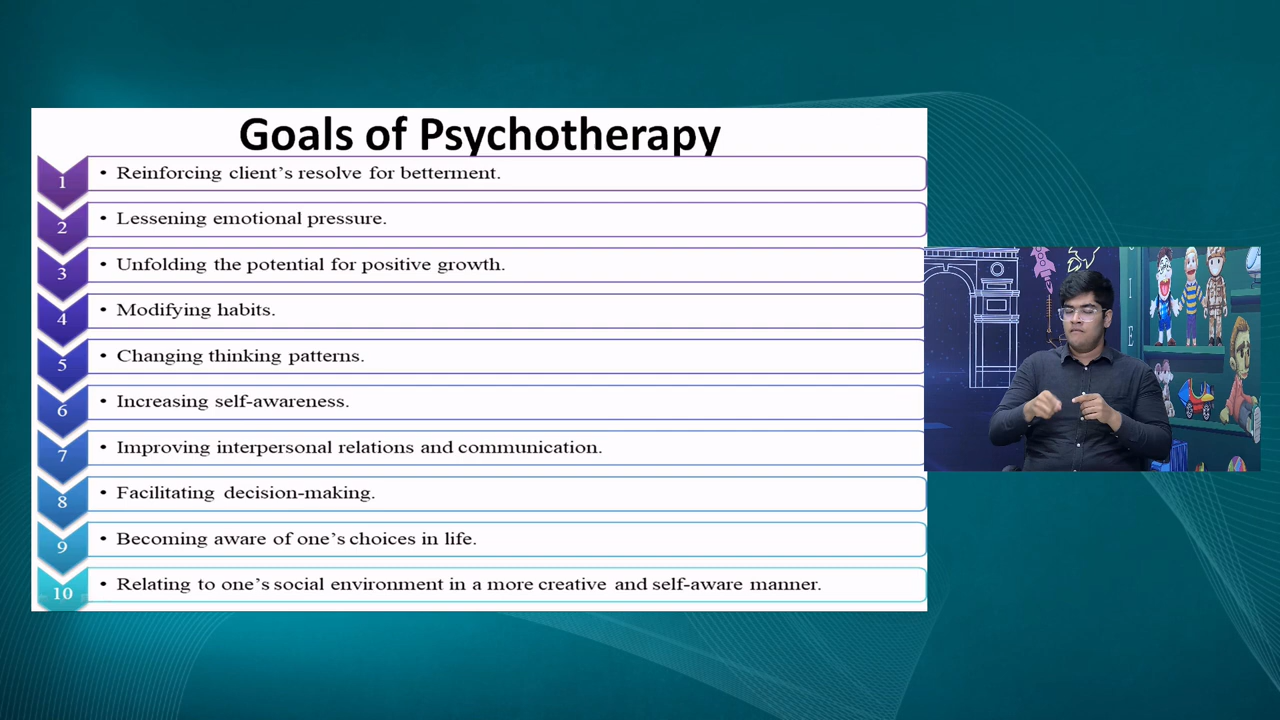 Goals of Psychotherapy
1 • Reinforcing client’s resolve for betterment.
2 • Lessening emotional pressure.
3 • Unfolding the potential for positive growth.
4 • Modifying habits.
5 • Changing thinking patterns.
6 • Increasing self-awareness.
7 • Improving interpersonal relations and communication.
8 • Facilitating decision-making.
9 • Becoming aware of one’s choices in life.
10 • Relating to one’s social environment in a more creative and self-aware manner.